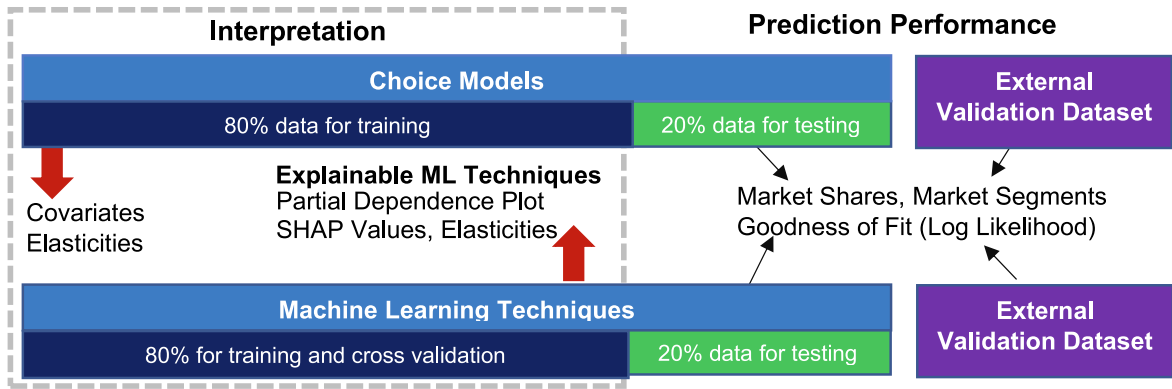 Interpretation
Prediction Performance
Choice Models
80% data for training
20% data for testing
External
Validation Dataset
Covariates
Elasticities
Explainable ML Techniques
Partial Dependence Plot
SHAP Values, Elasticities
Market Shares, Market Segments
Goodness of Fit (Log Likelihood)
Machine Learning Techniques
80% for training and cross validation
20% data for testing
External
Validation Dataset